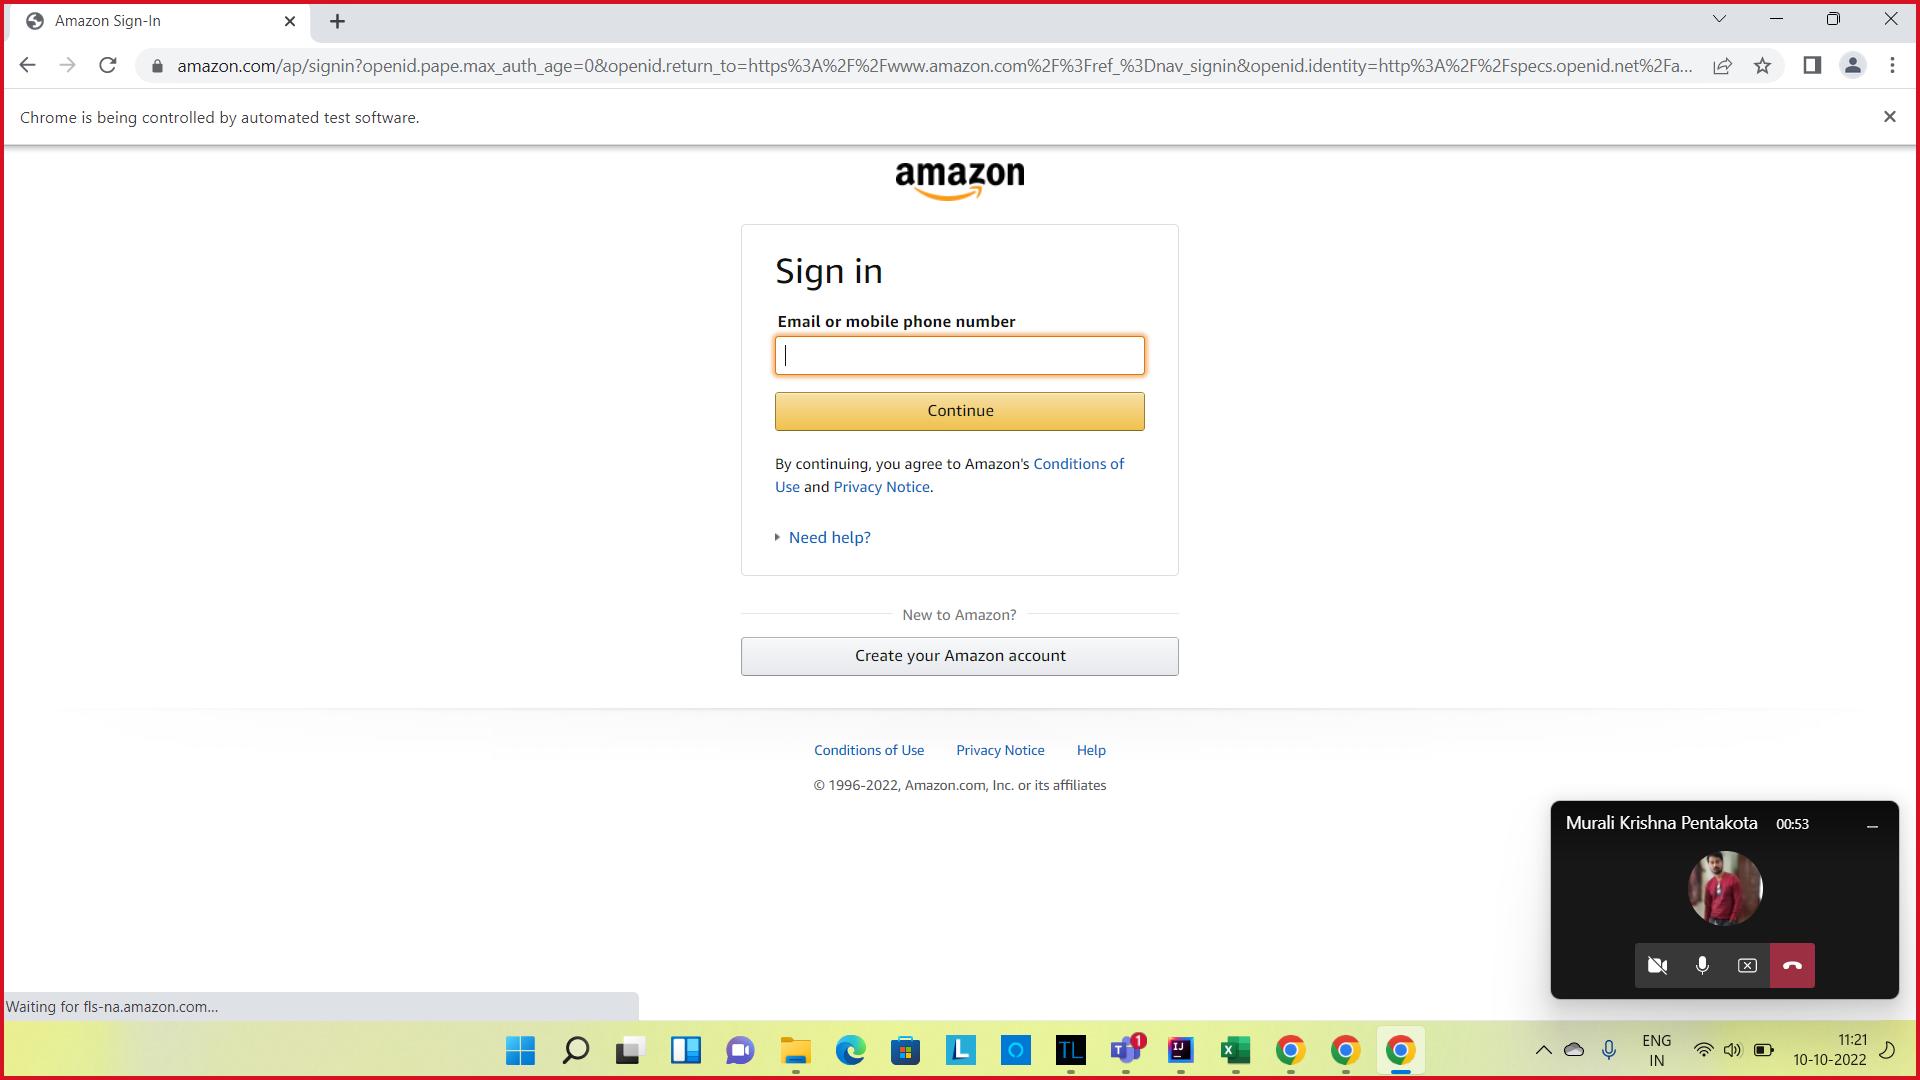 Amazon Sign-In
amazon.com/ap/signin?openid.pape.max_auth_age=0&openid.return_to=https%3A%2F%2Fwww.amazon.com%2F%3Fref_%3Dnav_signin&openid.identity=http%3A%2F%2Fspecs.openid.net%2Fa...
Chrome is being controlled by automated test software.
amazon
Sign in
Email or mobile phone number
Continue
By continuing, you agree to Amazon's Conditions of
Use and Privacy Notice.
Need help?
New to Amazon?
Create your Amazon account
Conditions of Use Privacy Notice Help
© 1996-2022, Amazon.com, Inc. or its affiliates
Murali Krishna Pentakota 00:53
Waiting for fls-na.amazon.com...
L
TL
T
1
IJ
X
ENG
IN
11:21
10-10-2022